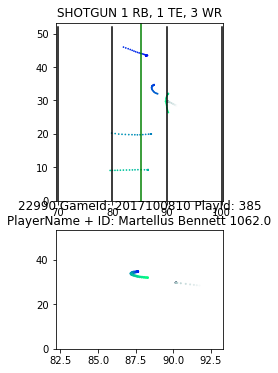 SHOTGUN 1 RB, 1 TE, 3 WR
50
40
30
20
10
0
70 80 90 100
22990 GameId: 2017100810 PlayId: 385
PlayerName + ID: Martellus Bennett 1062.0
40
20
0
82.5 85.0 87.5 90.0 92.5